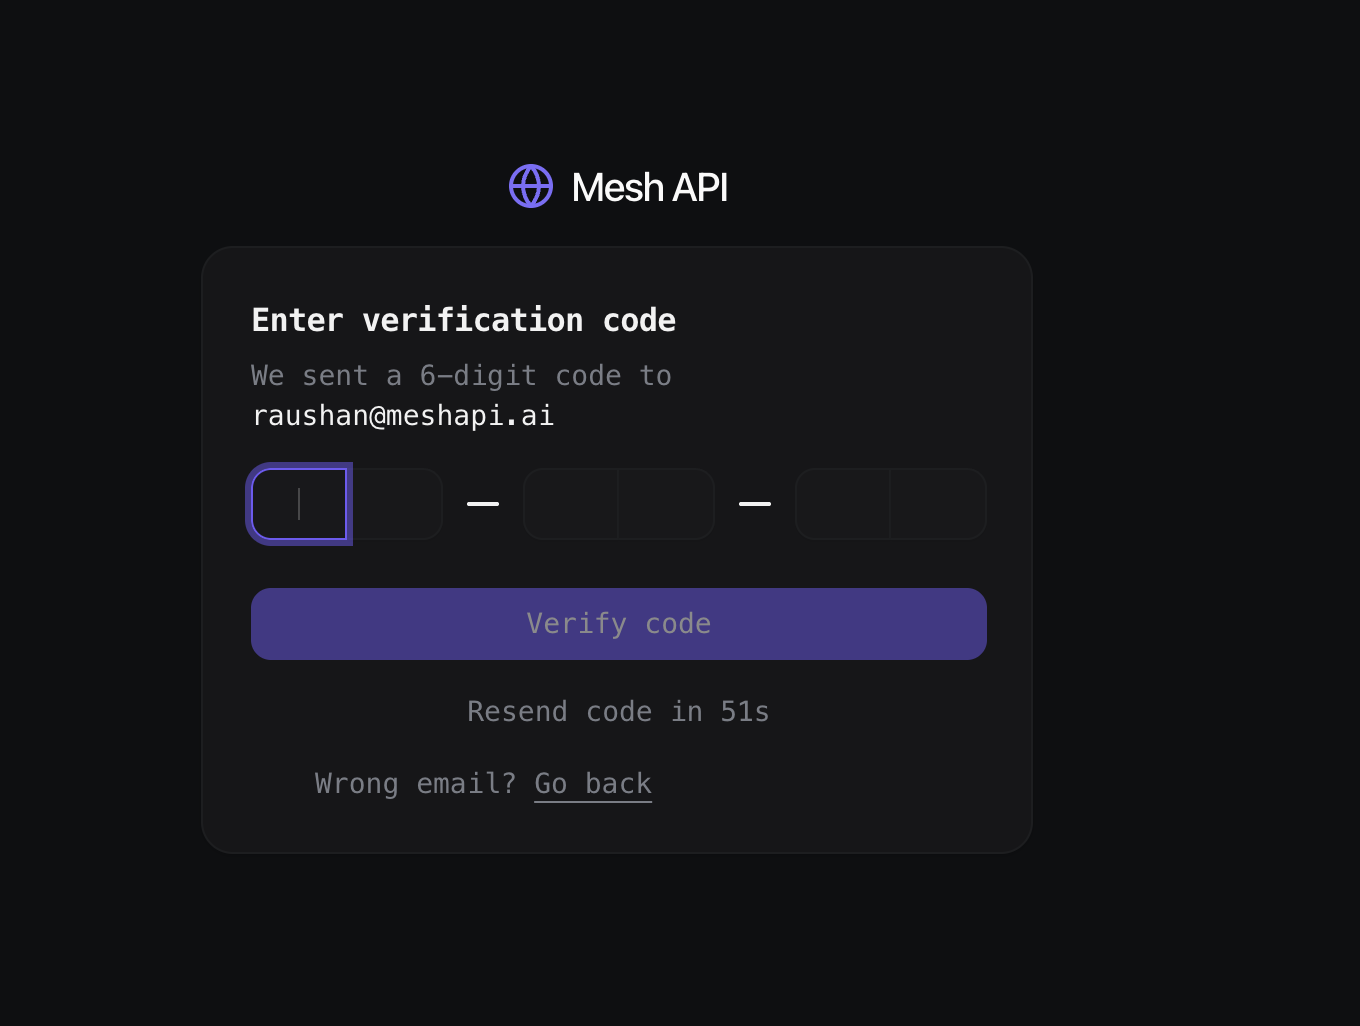 Mesh API
Enter verification code
We sent a 6-digit code to
raushan@meshapi.ai
Verify code
Resend code in 51s
Wrong email? Go back